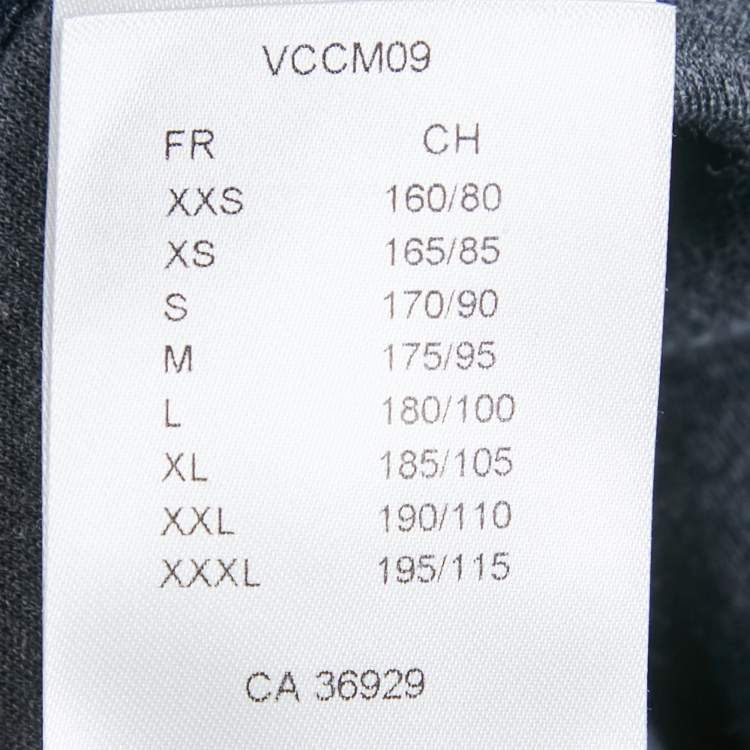 VCCM09
FR CH
XXS 160/80
XS 165/85
S 170/90
M 175/95
L 180/100
XL 185/105
XXL 190/110
XXXL 195/115
CA 36929